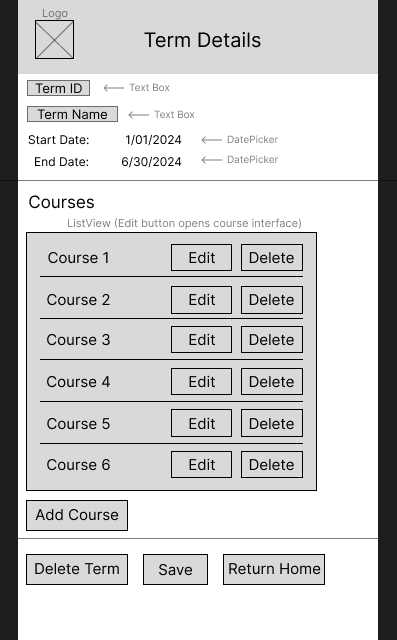 Logo
Term Details
Term ID Text Box
Term Name Text Box
Start Date: 1/01/2024 DatePicker
End Date: 6/30/2024 DatePicker
Courses
ListView (Edit button opens course interface)
Course 1 Edit Delete
Course 2 Edit Delete
Course 3 Edit Delete
Course 4 Edit Delete
Course 5 Edit Delete
Course 6 Edit Delete
Add Course
Delete Term Save Return Home